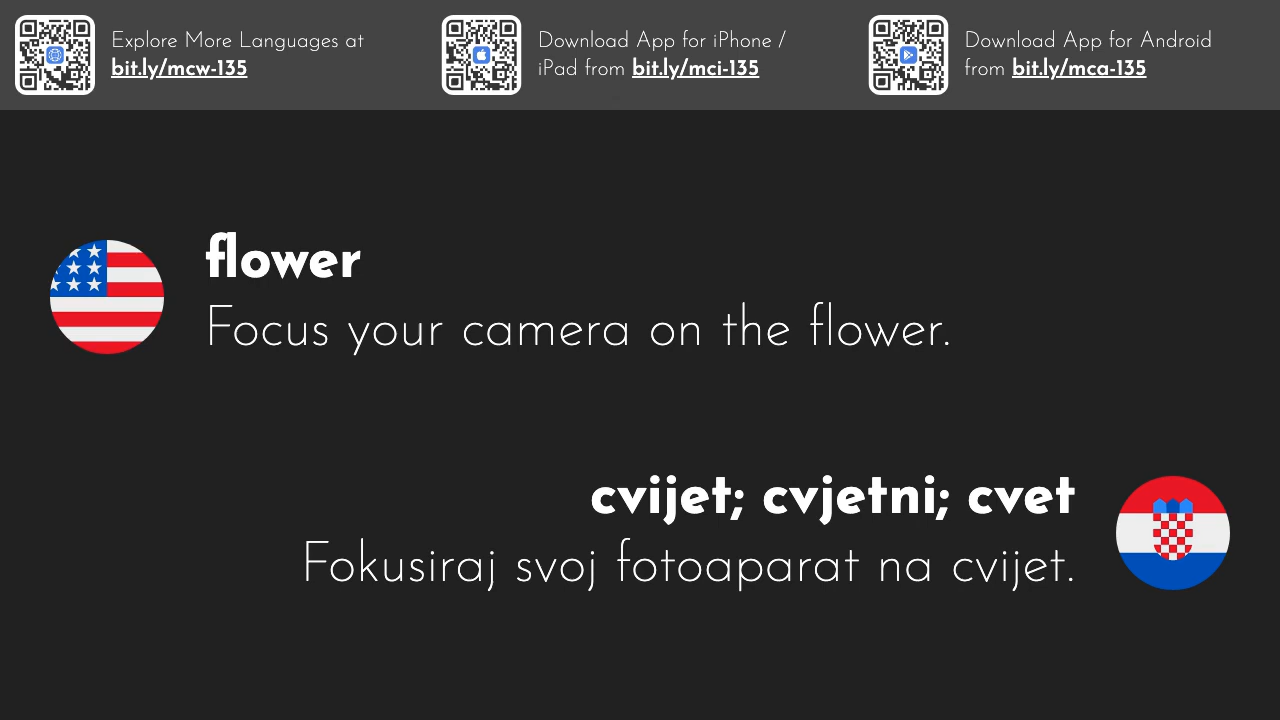 Explore More Languages at
bit.ly/mcw-135
Download App for iPhone /
iPad from bit.ly/mci-135
Download App for Android
from bit.ly/mca-135
flower
Focus your camera on the flower.
cvijet; cvjetni; cvet
Fokusiraj svoj fotoaparat na cvijet.